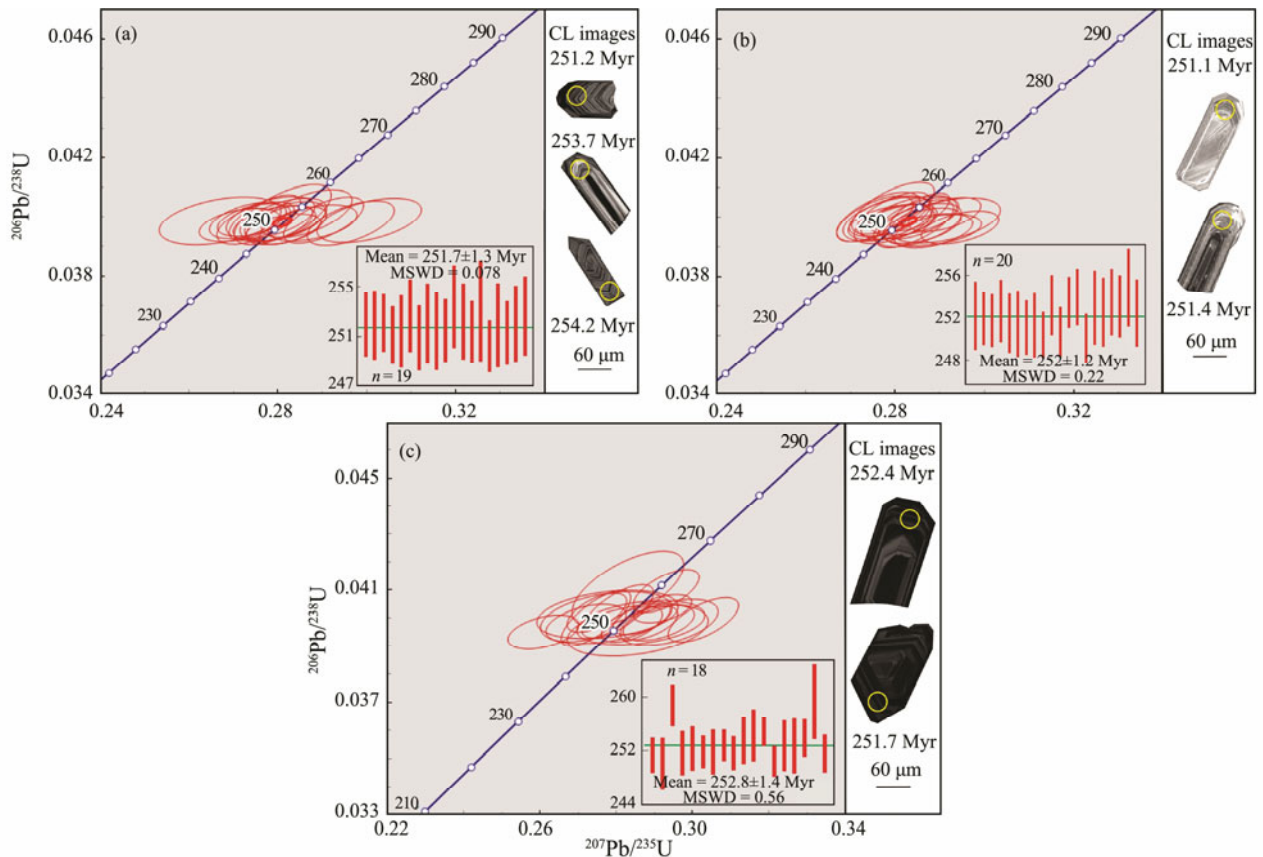 (a)
0.046
0.042
0.038
0.034
²⁰⁶Pb/²³⁸U
290
280
270
260
250
240
230
Mean = 251.7±1.3 Myr
MSWD = 0.078
255
251
247
n = 19
0.24
0.28
0.32
CL images
251.2 Myr
253.7 Myr
254.2 Myr
60 μm
(b)
0.046
0.042
0.038
0.034
290
280
270
260
250
240
230
n = 20
256
252
248
Mean = 252±1.2 Myr
MSWD = 0.22
0.24
0.28
0.32
CL images
251.1 Myr
251.4 Myr
60 μm
(c)
0.045
0.041
0.037
0.033
²⁰⁶Pb/²³⁸U
290
270
250
230
210
n = 18
260
252
244
Mean = 252.8±1.4 Myr
MSWD = 0.56
0.22
0.26
0.30
0.34
²⁰⁷Pb/²³⁵U
CL images
252.4 Myr
251.7 Myr
60 μm